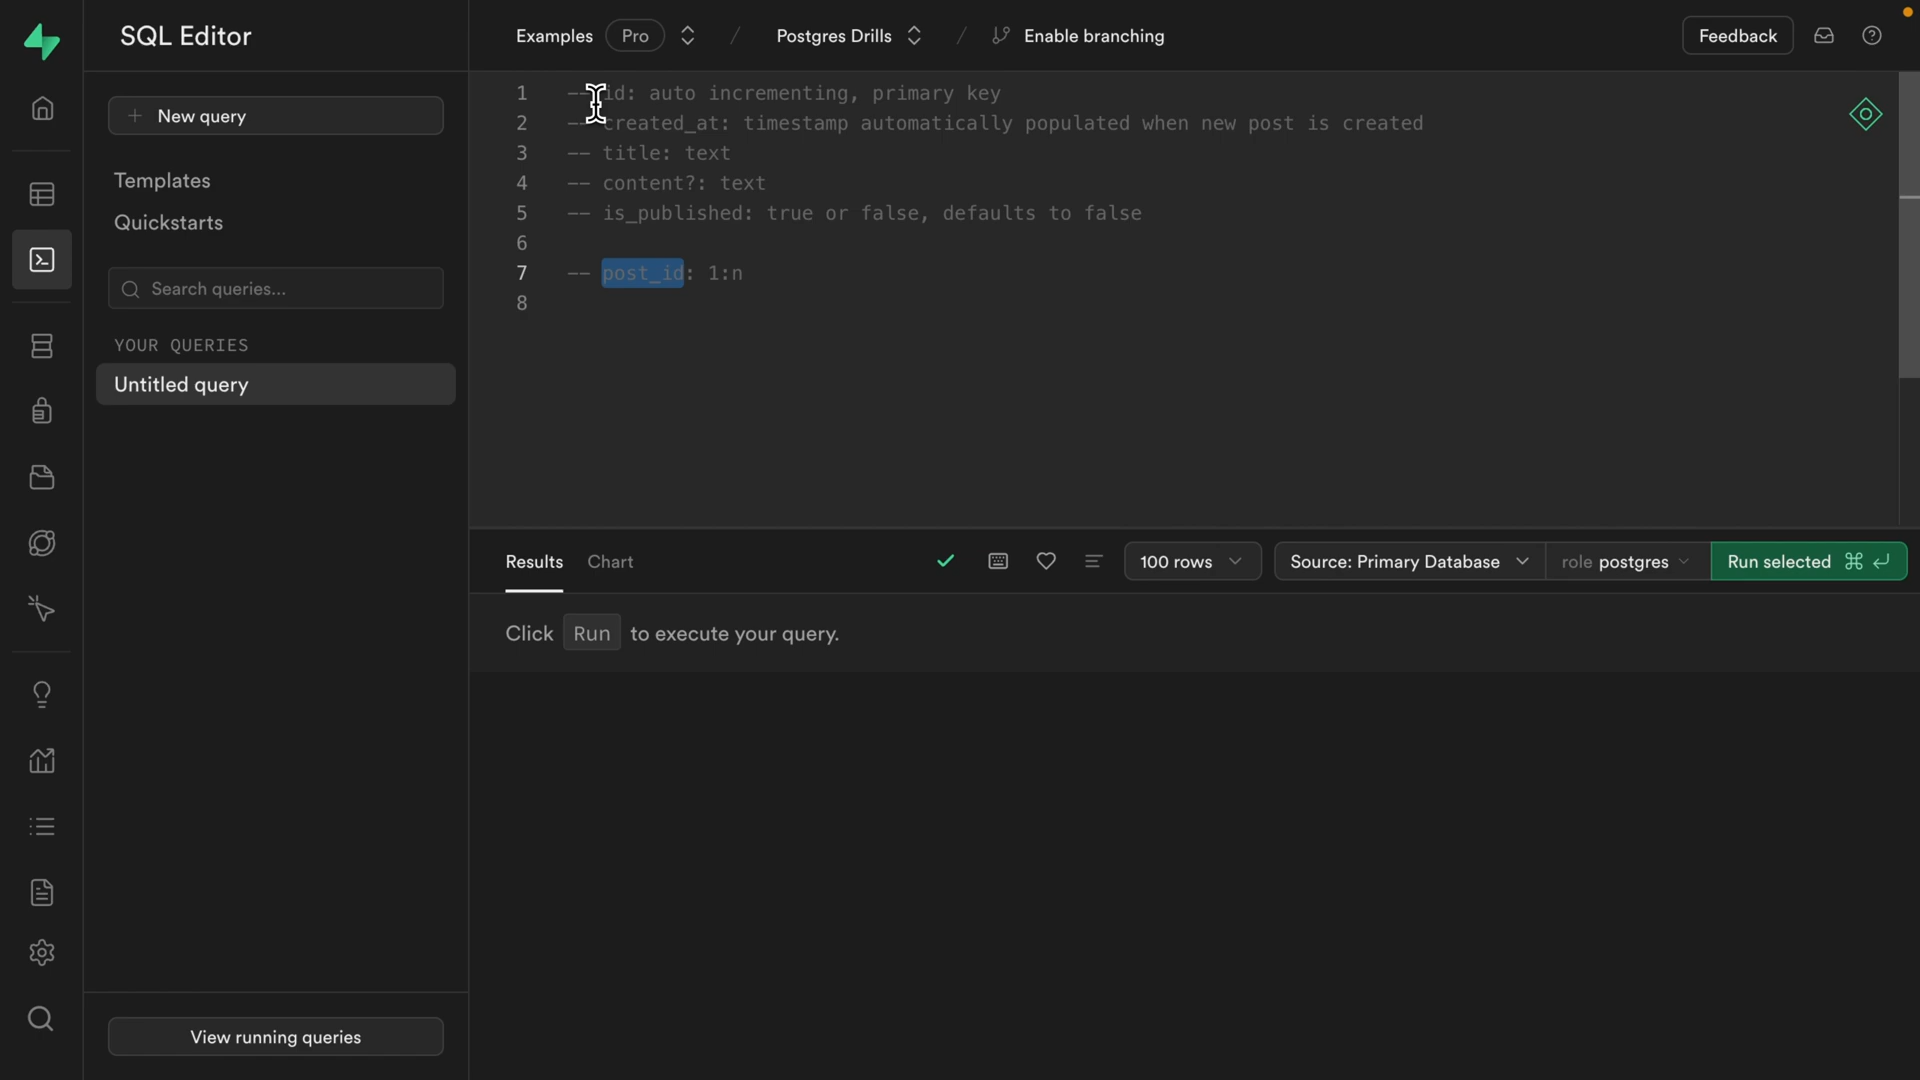 SQL Editor
Examples Pro / Postgres Drills / Enable branching
Feedback
New query
Templates
Quickstarts
Search queries...
YOUR QUERIES
Untitled query
View running queries
1 -- id: auto incrementing, primary key
2 -- created_at: timestamp automatically populated when new post is created
3 -- title: text
4 -- content?: text
5 -- is_published: true or false, defaults to false
6
7 -- post_id: 1:n
8
Results Chart 100 rows Source: Primary Database role postgres Run selected ⌘ ↵
Click Run to execute your query.